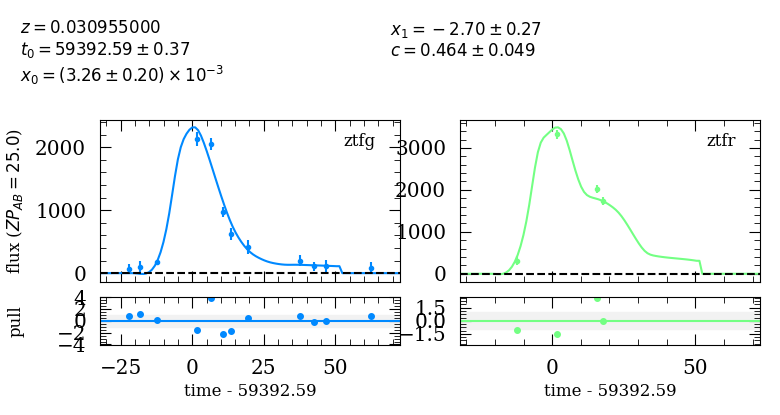 z = 0.030955000
t₀ = 59392.59 ± 0.37
x₀ = (3.26 ± 0.20) × 10⁻³
x₁ = −2.70 ± 0.27
c = 0.464 ± 0.049
flux (ZP_AB = 25.0)
2000
1000
0
ztfg
3000
2000
1000
0
ztfr
pull
4
2
0
−2
−4
1.5
0.0
−1.5
−25 0 25 50
time - 59392.59
0 50
time - 59392.59